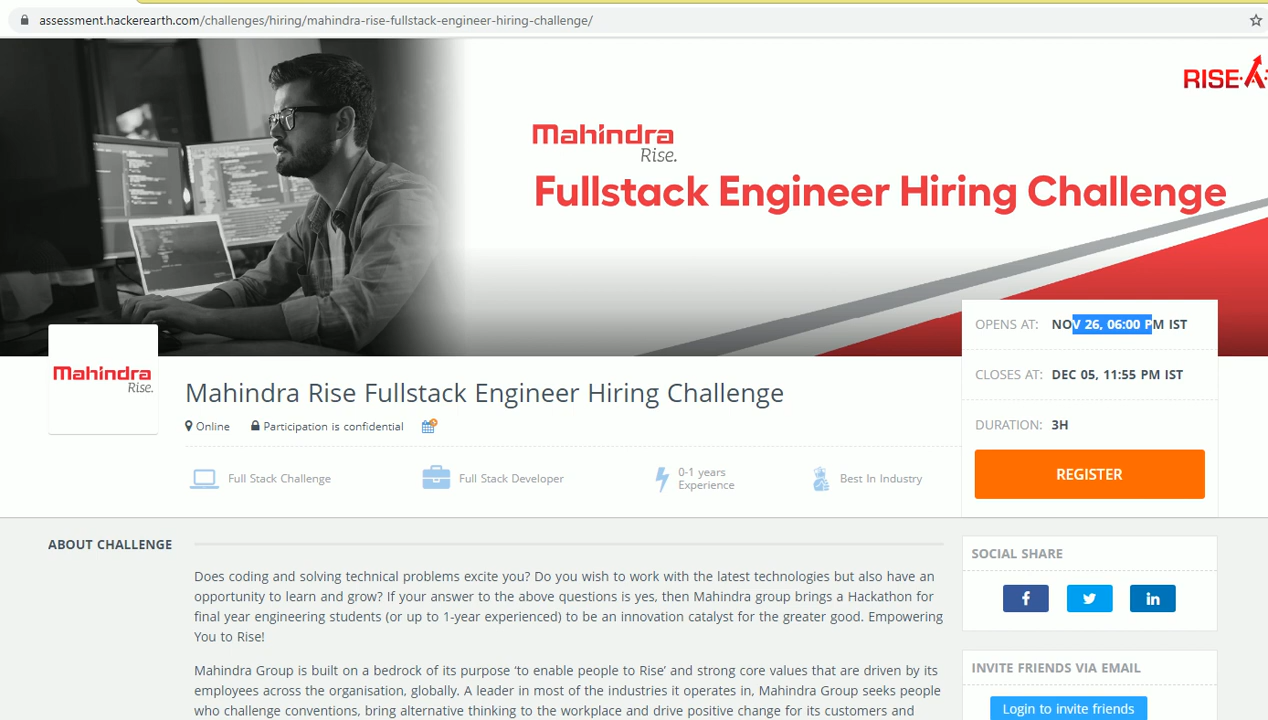 assessment.hackerearth.com/challenges/hiring/mahindra-rise-fullstack-engineer-hiring-challenge/
RISE
Mahindra
Rise.
Fullstack Engineer Hiring Challenge
OPENS AT: NOV 26, 06:00 PM IST
Mahindra
Rise.
CLOSES AT: DEC 05, 11:55 PM IST
Mahindra Rise Fullstack Engineer Hiring Challenge
Online Participation is confidential
DURATION: 3H
Full Stack Challenge
Full Stack Developer
0-1 years
Experience
Best In Industry
REGISTER
ABOUT CHALLENGE
Does coding and solving technical problems excite you? Do you wish to work with the latest technologies but also have an
opportunity to learn and grow? If your answer to the above questions is yes, then Mahindra group brings a Hackathon for
final year engineering students (or up to 1-year experienced) to be an innovation catalyst for the greater good. Empowering
You to Rise!
Mahindra Group is built on a bedrock of its purpose ‘to enable people to Rise’ and strong core values that are driven by its
employees across the organisation, globally. A leader in most of the industries it operates in, Mahindra Group seeks people
who challenge conventions, bring alternative thinking to the workplace and drive positive change for its customers and
SOCIAL SHARE
INVITE FRIENDS VIA EMAIL
Login to invite friends